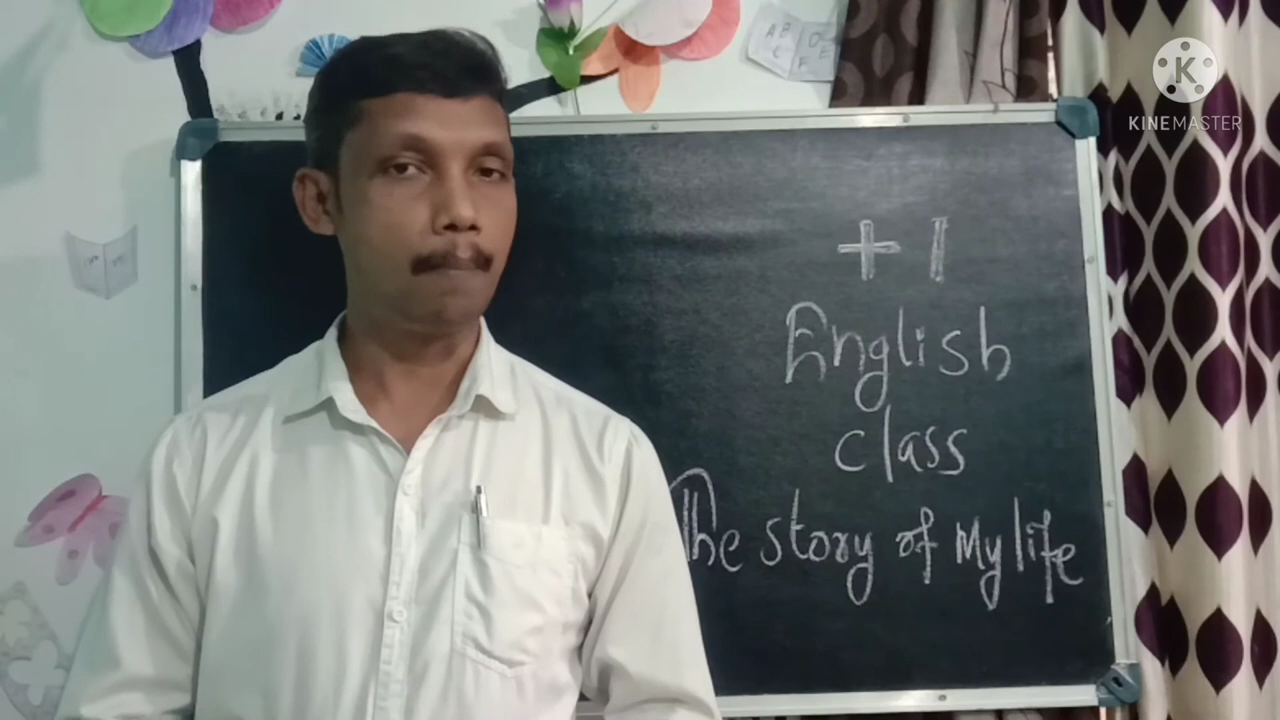 +1
English
class
The story of My life
K
KINEMASTER